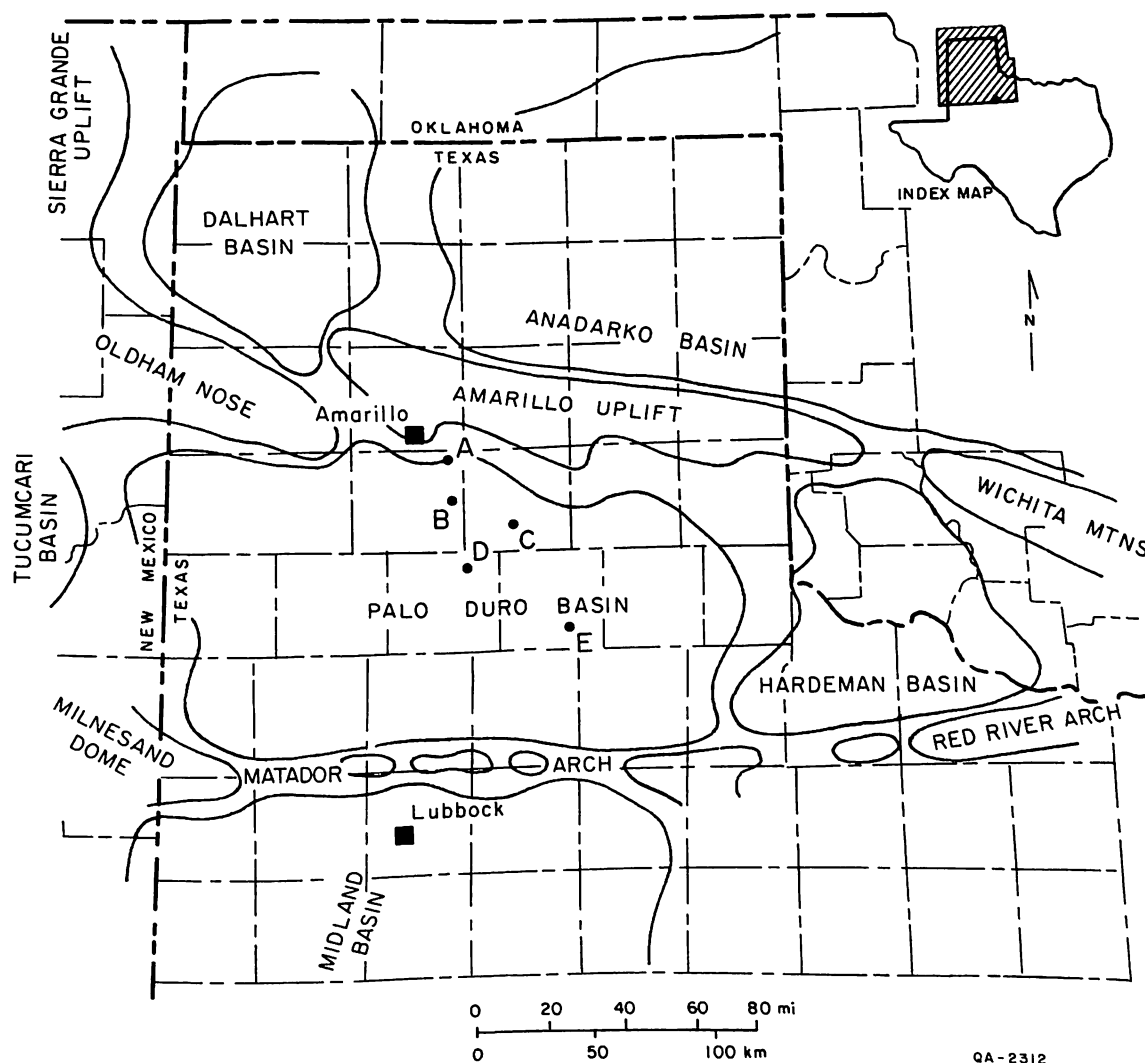 SIERRA GRANDE
UPLIFT
OKLAHOMA
TEXAS
INDEX MAP
DALHART
BASIN
N
ANADARKO BASIN
OLDHAM NOSE
AMARILLO UPLIFT
Amarillo
A
TUCUMCARI
BASIN
WICHITA MTNS
B
C
D
NEW MEXICO
TEXAS
PALO DURO BASIN
E
HARDEMAN BASIN
MILNESAND
DOME
RED RIVER ARCH
MATADOR ARCH
Lubbock
MIDLAND
BASIN
0 20 40 60 80 mi
0 50 100 km
QA-2312